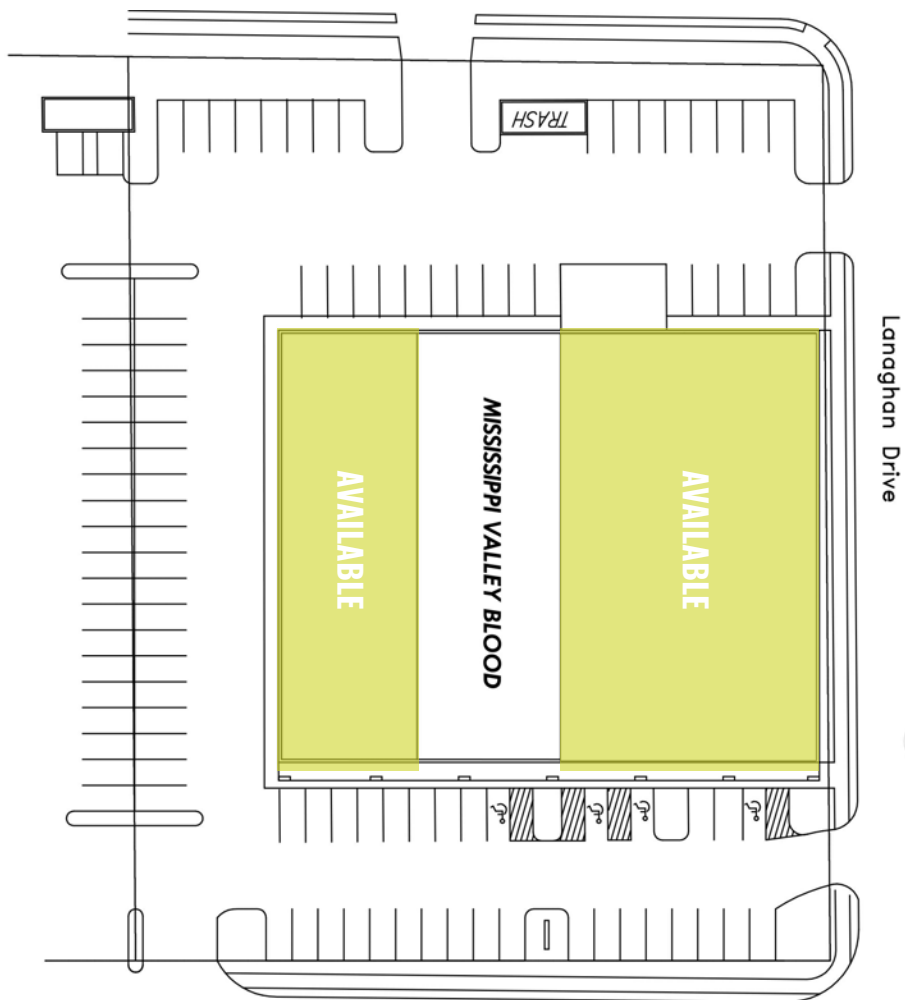 TRASH
Lanaghan Drive
AVAILABLE
MISSISSIPPI VALLEY BLOOD
AVAILABLE